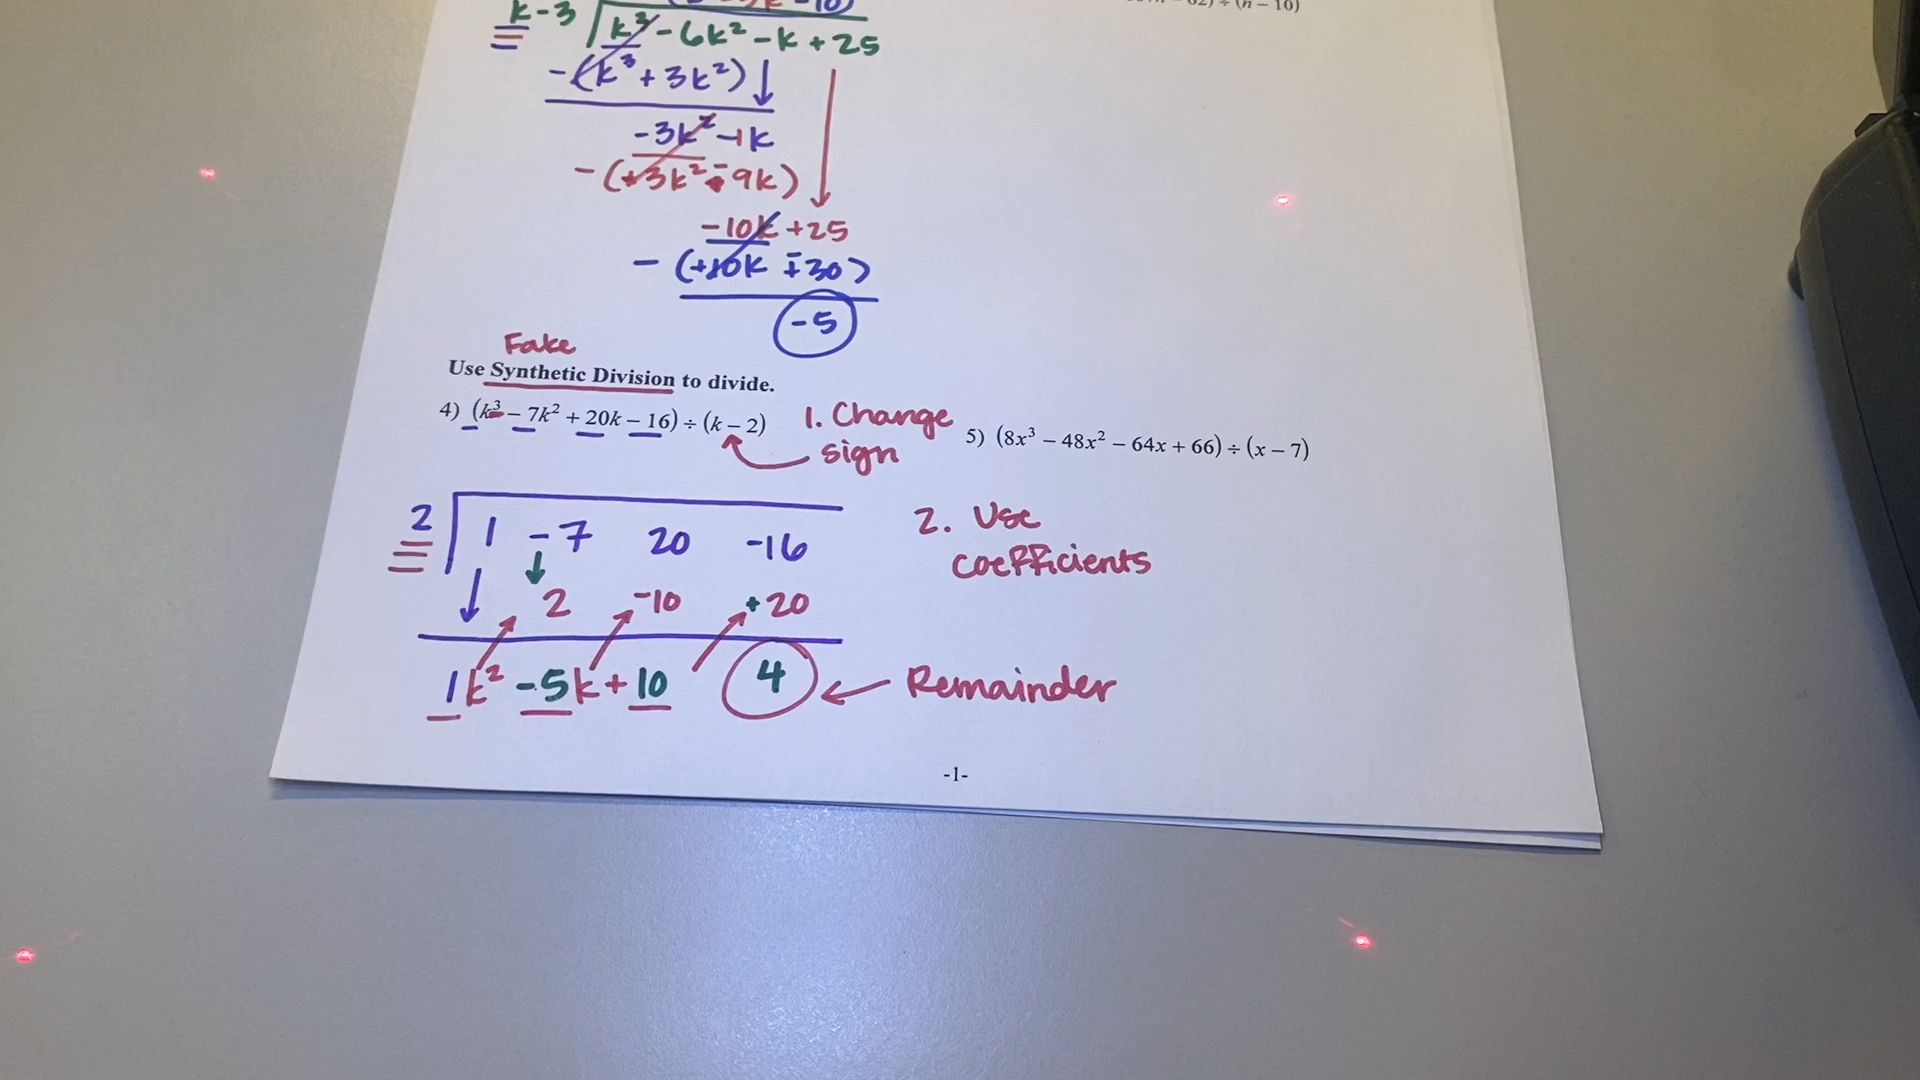 ÷ (n − 10)
k-3 k³ -6k² -k +25
-(k³ + 3k²)
-3k² -1k
-(+3k² - 9k)
-10k +25
-(+10k - 30)
-5
Fake
Use Synthetic Division to divide.
4) (k³ − 7k² + 20k − 16) ÷ (k − 2)
1. Change
sign
5) (8x³ − 48x² − 64x + 66) ÷ (x − 7)
2 1 -7 20 -16
2 -10 +20
1k² -5k +10 4
Remainder
2. Use
coefficients
-1-